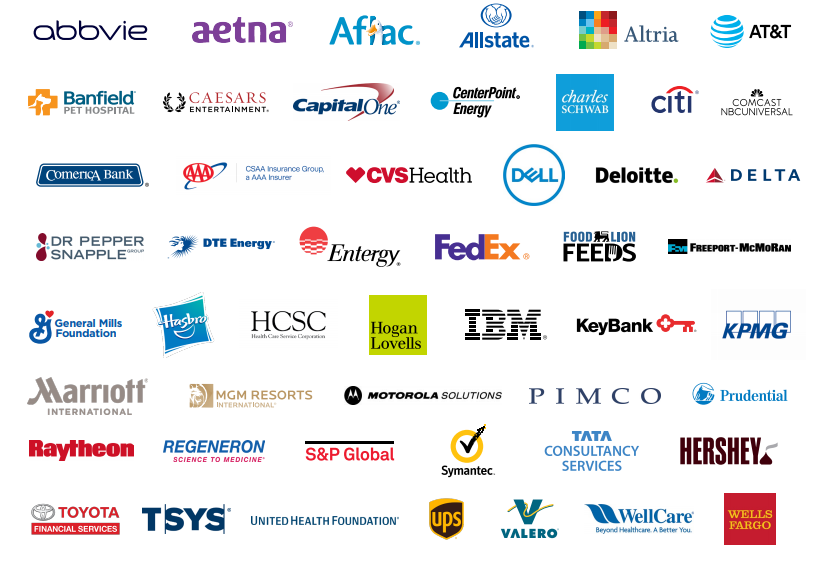 abbvie
aetna®
Aflac.
Allstate.
Altria
AT&T
Banfield®
PET HOSPITAL
CAESARS
ENTERTAINMENT.
Capital One®
CenterPoint®
Energy
charles
SCHWAB
citi®
COMCAST
NBCUNIVERSAL
COMERICA BANK®
AAA
CSAA Insurance Group,
a AAA Insurer
CVSHealth
DELL
Deloitte.
DELTA
DR PEPPER
SNAPPLE GROUP
DTE Energy®
Entergy®
FedEx®
FOOD LION
FEEDS
FCX FREEPORT-MCMORAN
G General Mills
Foundation
Hasbro
HCSC
Health Care Service Corporation
Hogan
Lovells
IBM®
KeyBank
KPMG
Marriott®
INTERNATIONAL
MGM RESORTS
INTERNATIONAL®
MOTOROLA SOLUTIONS
PIMCO
Prudential
Raytheon
REGENERON
SCIENCE TO MEDICINE®
S&P Global
Symantec.
TATA
CONSULTANCY
SERVICES
HERSHEY
TOYOTA
FINANCIAL SERVICES
TSYS®
UNITED HEALTH FOUNDATION®
ups
VALERO®
WellCare®
Beyond Healthcare. A Better You.
WELLS
FARGO